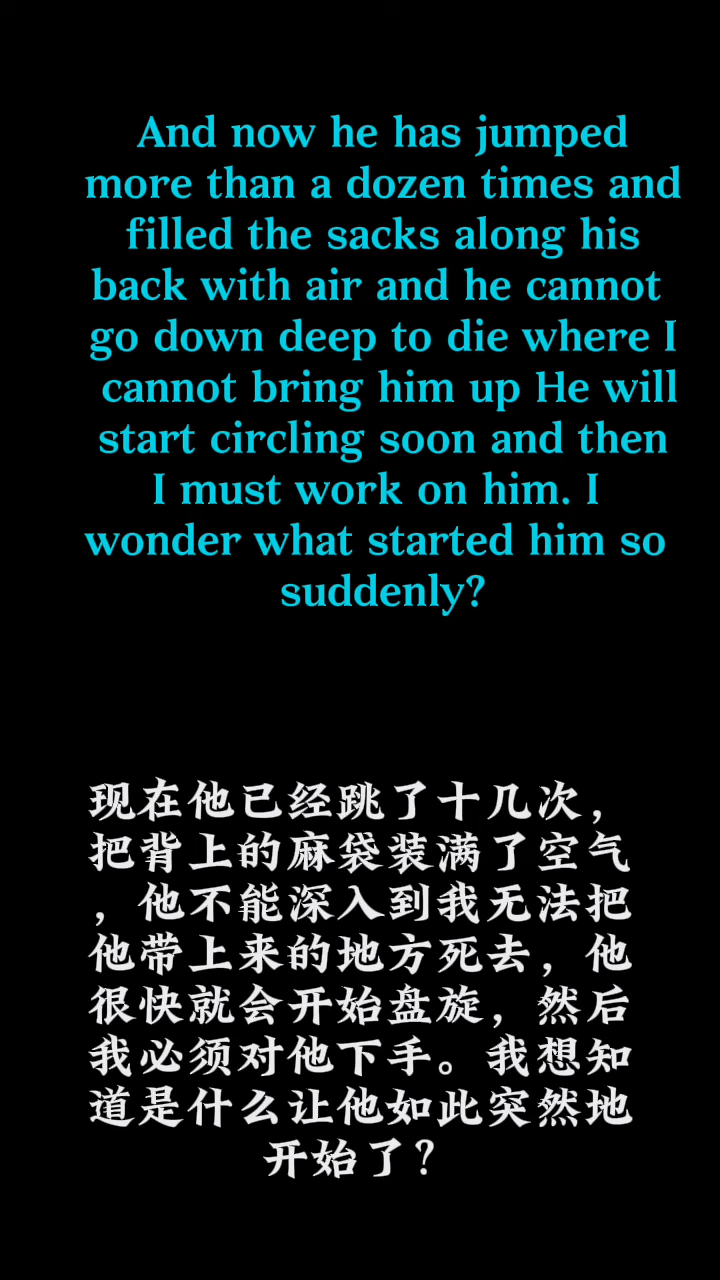 And now he has jumped
more than a dozen times and
filled the sacks along his
back with air and he cannot
go down deep to die where I
cannot bring him up He will
start circling soon and then
I must work on him. I
wonder what started him so
suddenly?
现在他已经跳了十几次，
把背上的麻袋装满了空气
，他不能深入到我无法把
他带上来的地方死去，他
很快就会开始盘旋，然后
我必须对他下手。我想知
道是什么让他如此突然地
开始了？